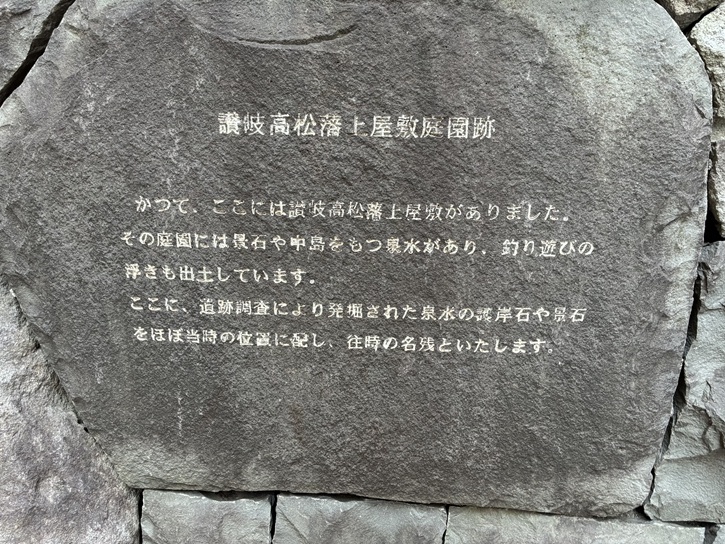 讃岐高松藩上屋敷庭園跡
かつて、ここには讃岐高松藩上屋敷がありました。
その庭園には景石や中島をもつ泉水があり、釣り遊びの
浮きも出土しています。
ここに、遺跡調査により発掘された泉水の護岸石や景石
をほぼ当時の位置に配し、往時の名残といたします。